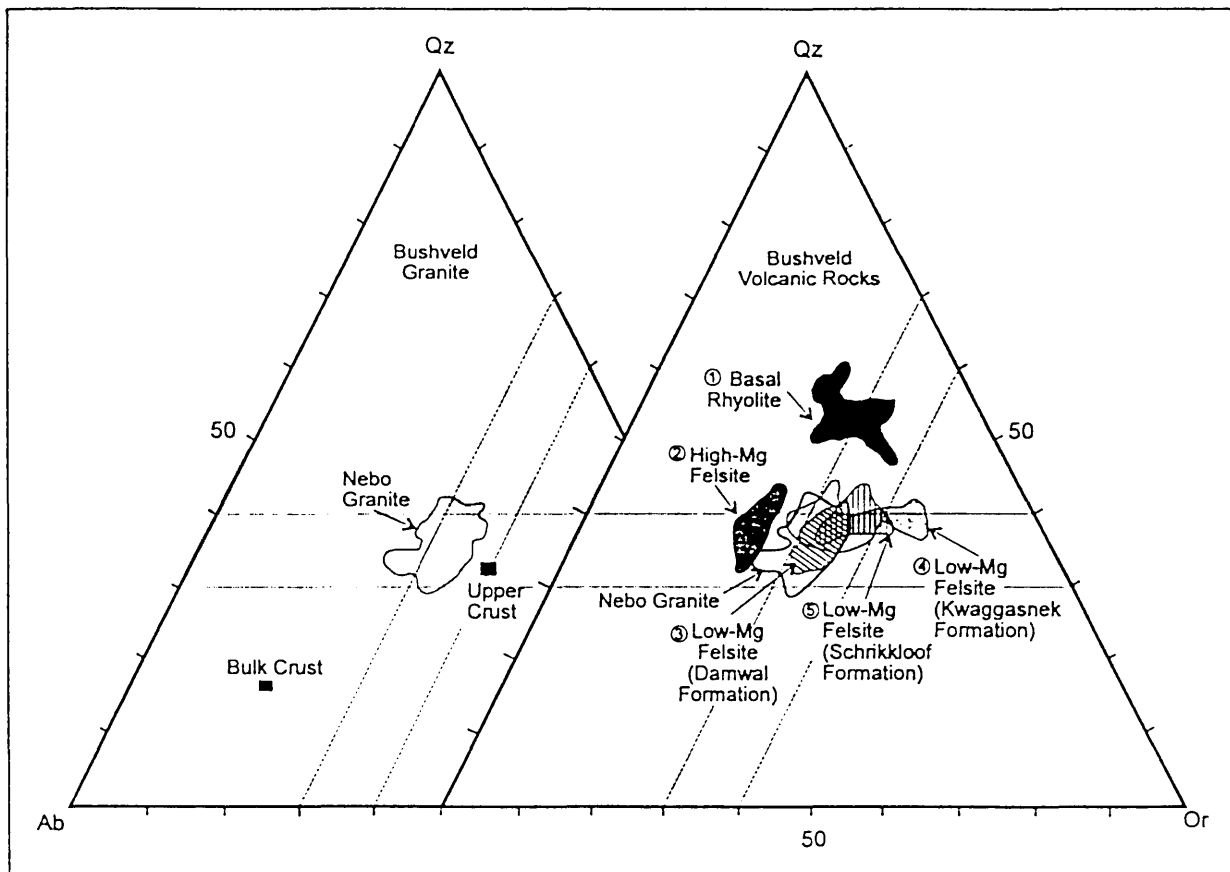 Qz
Qz
Bushveld
Granite
Bushveld
Volcanic Rocks
① Basal
Rhyolite
50
50
② High-Mg
Felsite
Nebo
Granite
Upper
Crust
Bulk Crust
Nebo Granite
③ Low-Mg
Felsite
(Damwal
Formation)
⑤ Low-Mg
Felsite
(Schrikkloof
Formation)
④ Low-Mg
Felsite
(Kwaggasnek
Formation)
Ab
50
Or